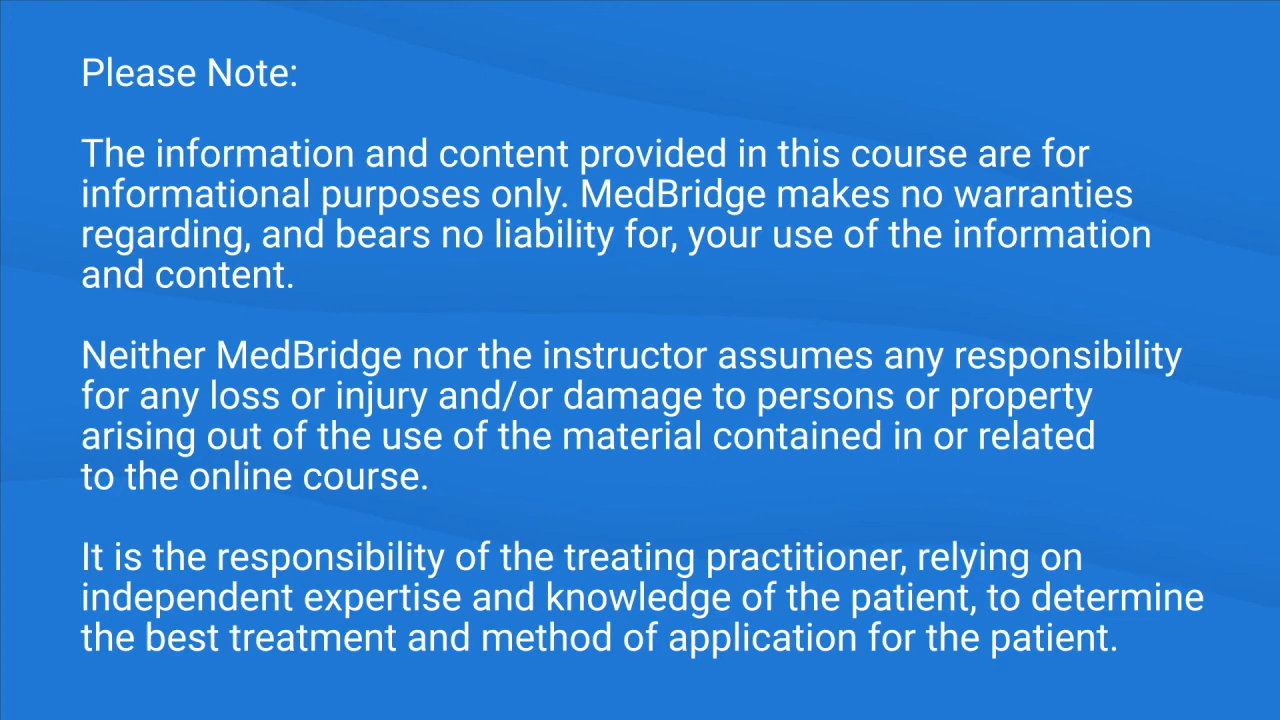 Please Note:
The information and content provided in this course are for
informational purposes only. MedBridge makes no warranties
regarding, and bears no liability for, your use of the information
and content.
Neither MedBridge nor the instructor assumes any responsibility
for any loss or injury and/or damage to persons or property
arising out of the use of the material contained in or related
to the online course.
It is the responsibility of the treating practitioner, relying on
independent expertise and knowledge of the patient, to determine
the best treatment and method of application for the patient.